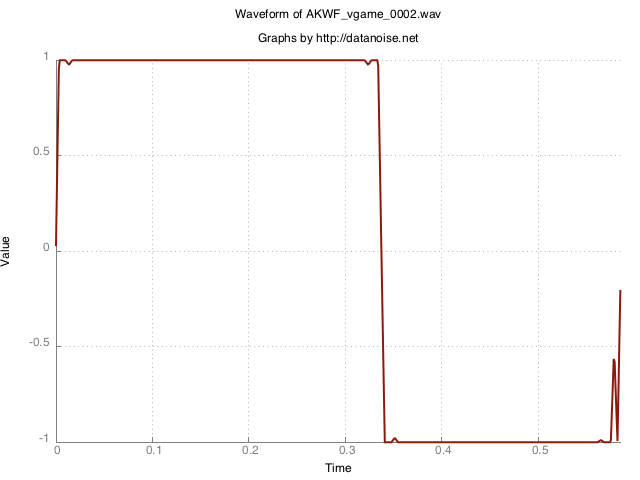 Waveform of AKWF_vgame_0002.wav
Graphs by http://datanoise.net
1
0.5
0
-0.5
-1
Value
0 0.1 0.2 0.3 0.4 0.5
Time